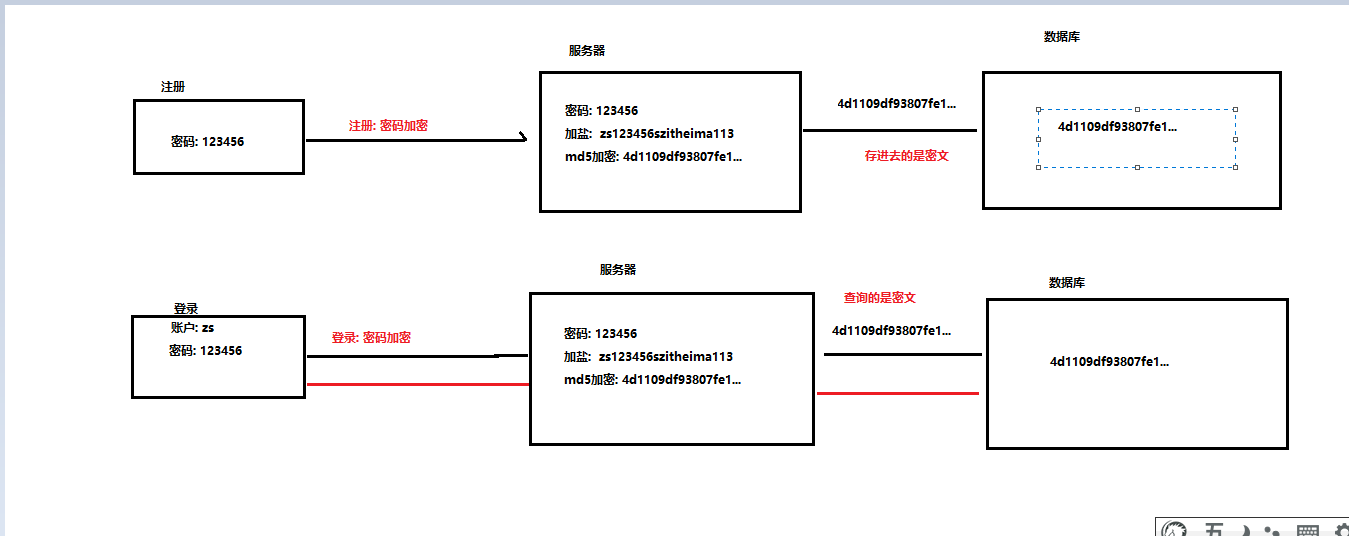 注册
密码: 123456
注册: 密码加密
服务器
密码: 123456
加盐: zs123456szitheima113
md5加密: 4d1109df93807fe1...
4d1109df93807fe1...
存进去的是密文
数据库
4d1109df93807fe1...
登录
账户: zs
密码: 123456
登录: 密码加密
服务器
密码: 123456
加盐: zs123456szitheima113
md5加密: 4d1109df93807fe1...
查询的是密文
4d1109df93807fe1...
数据库
4d1109df93807fe1...
五